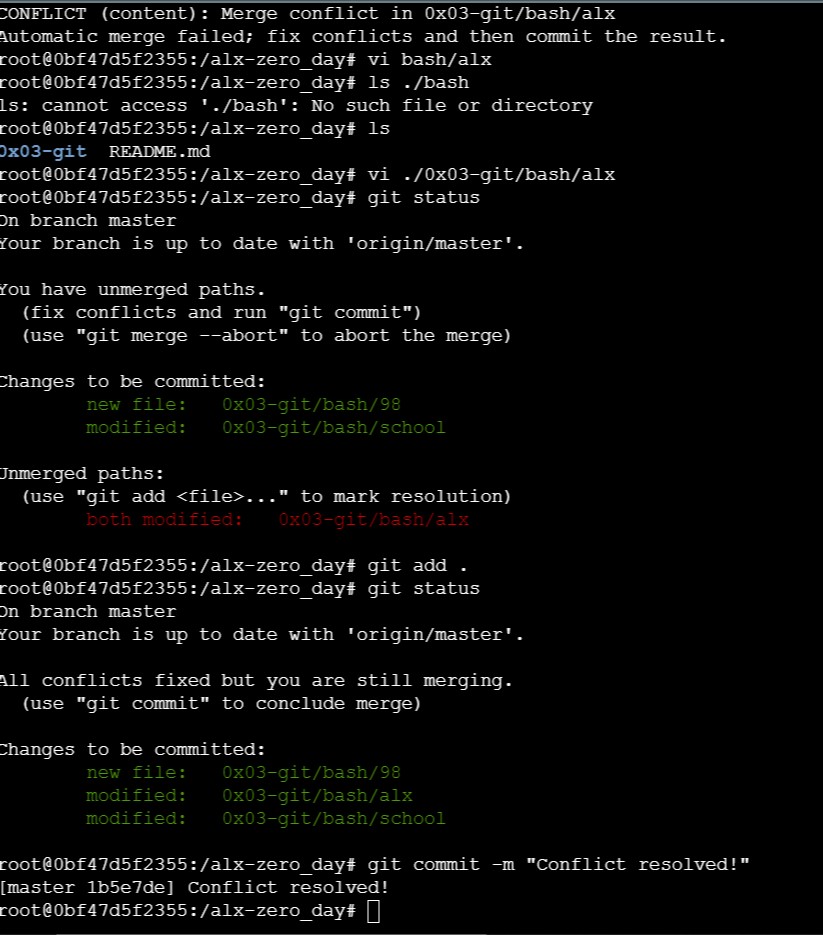 CONFLICT (content): Merge conflict in 0x03-git/bash/alx
Automatic merge failed; fix conflicts and then commit the result.
root@0bf47d5f2355:/alx-zero_day# vi bash/alx
root@0bf47d5f2355:/alx-zero_day# ls ./bash
ls: cannot access './bash': No such file or directory
root@0bf47d5f2355:/alx-zero_day# ls
0x03-git  README.md
root@0bf47d5f2355:/alx-zero_day# vi ./0x03-git/bash/alx
root@0bf47d5f2355:/alx-zero_day# git status
On branch master
Your branch is up to date with 'origin/master'.

You have unmerged paths.
  (fix conflicts and run "git commit")
  (use "git merge --abort" to abort the merge)

Changes to be committed:
        new file:   0x03-git/bash/98
        modified:   0x03-git/bash/school

Unmerged paths:
  (use "git add <file>..." to mark resolution)
        both modified:   0x03-git/bash/alx

root@0bf47d5f2355:/alx-zero_day# git add .
root@0bf47d5f2355:/alx-zero_day# git status
On branch master
Your branch is up to date with 'origin/master'.

All conflicts fixed but you are still merging.
  (use "git commit" to conclude merge)

Changes to be committed:
        new file:   0x03-git/bash/98
        modified:   0x03-git/bash/alx
        modified:   0x03-git/bash/school

root@0bf47d5f2355:/alx-zero_day# git commit -m "Conflict resolved!"
[master 1b5e7de] Conflict resolved!
root@0bf47d5f2355:/alx-zero_day#